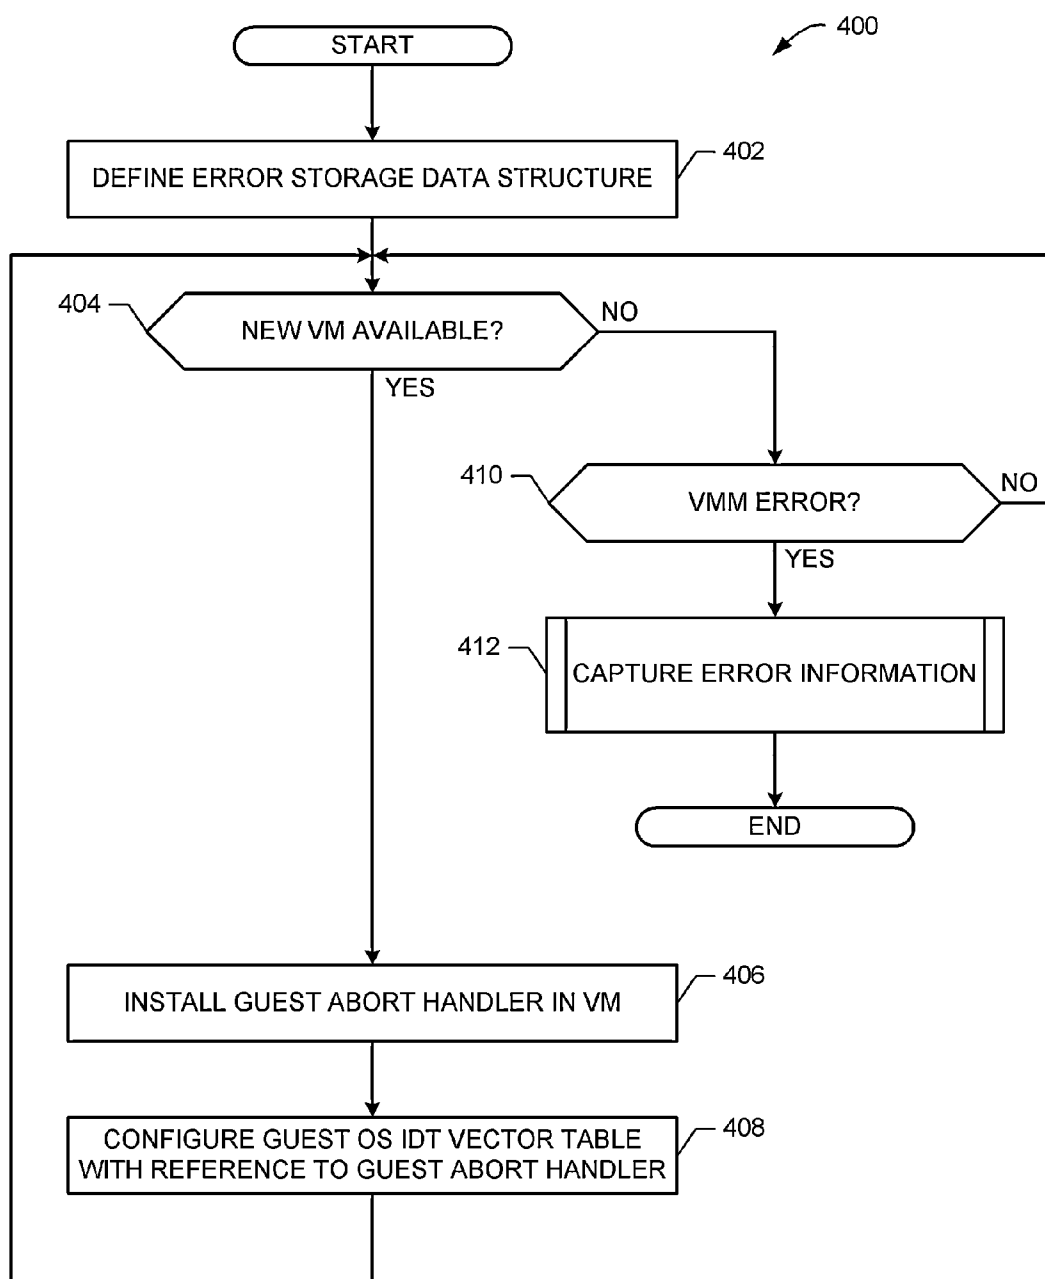 START
400
DEFINE ERROR STORAGE DATA STRUCTURE
402
404
NEW VM AVAILABLE?
NO
YES
410
VMM ERROR?
NO
YES
412
CAPTURE ERROR INFORMATION
END
INSTALL GUEST ABORT HANDLER IN VM
406
CONFIGURE GUEST OS IDT VECTOR TABLE
WITH REFERENCE TO GUEST ABORT HANDLER
408